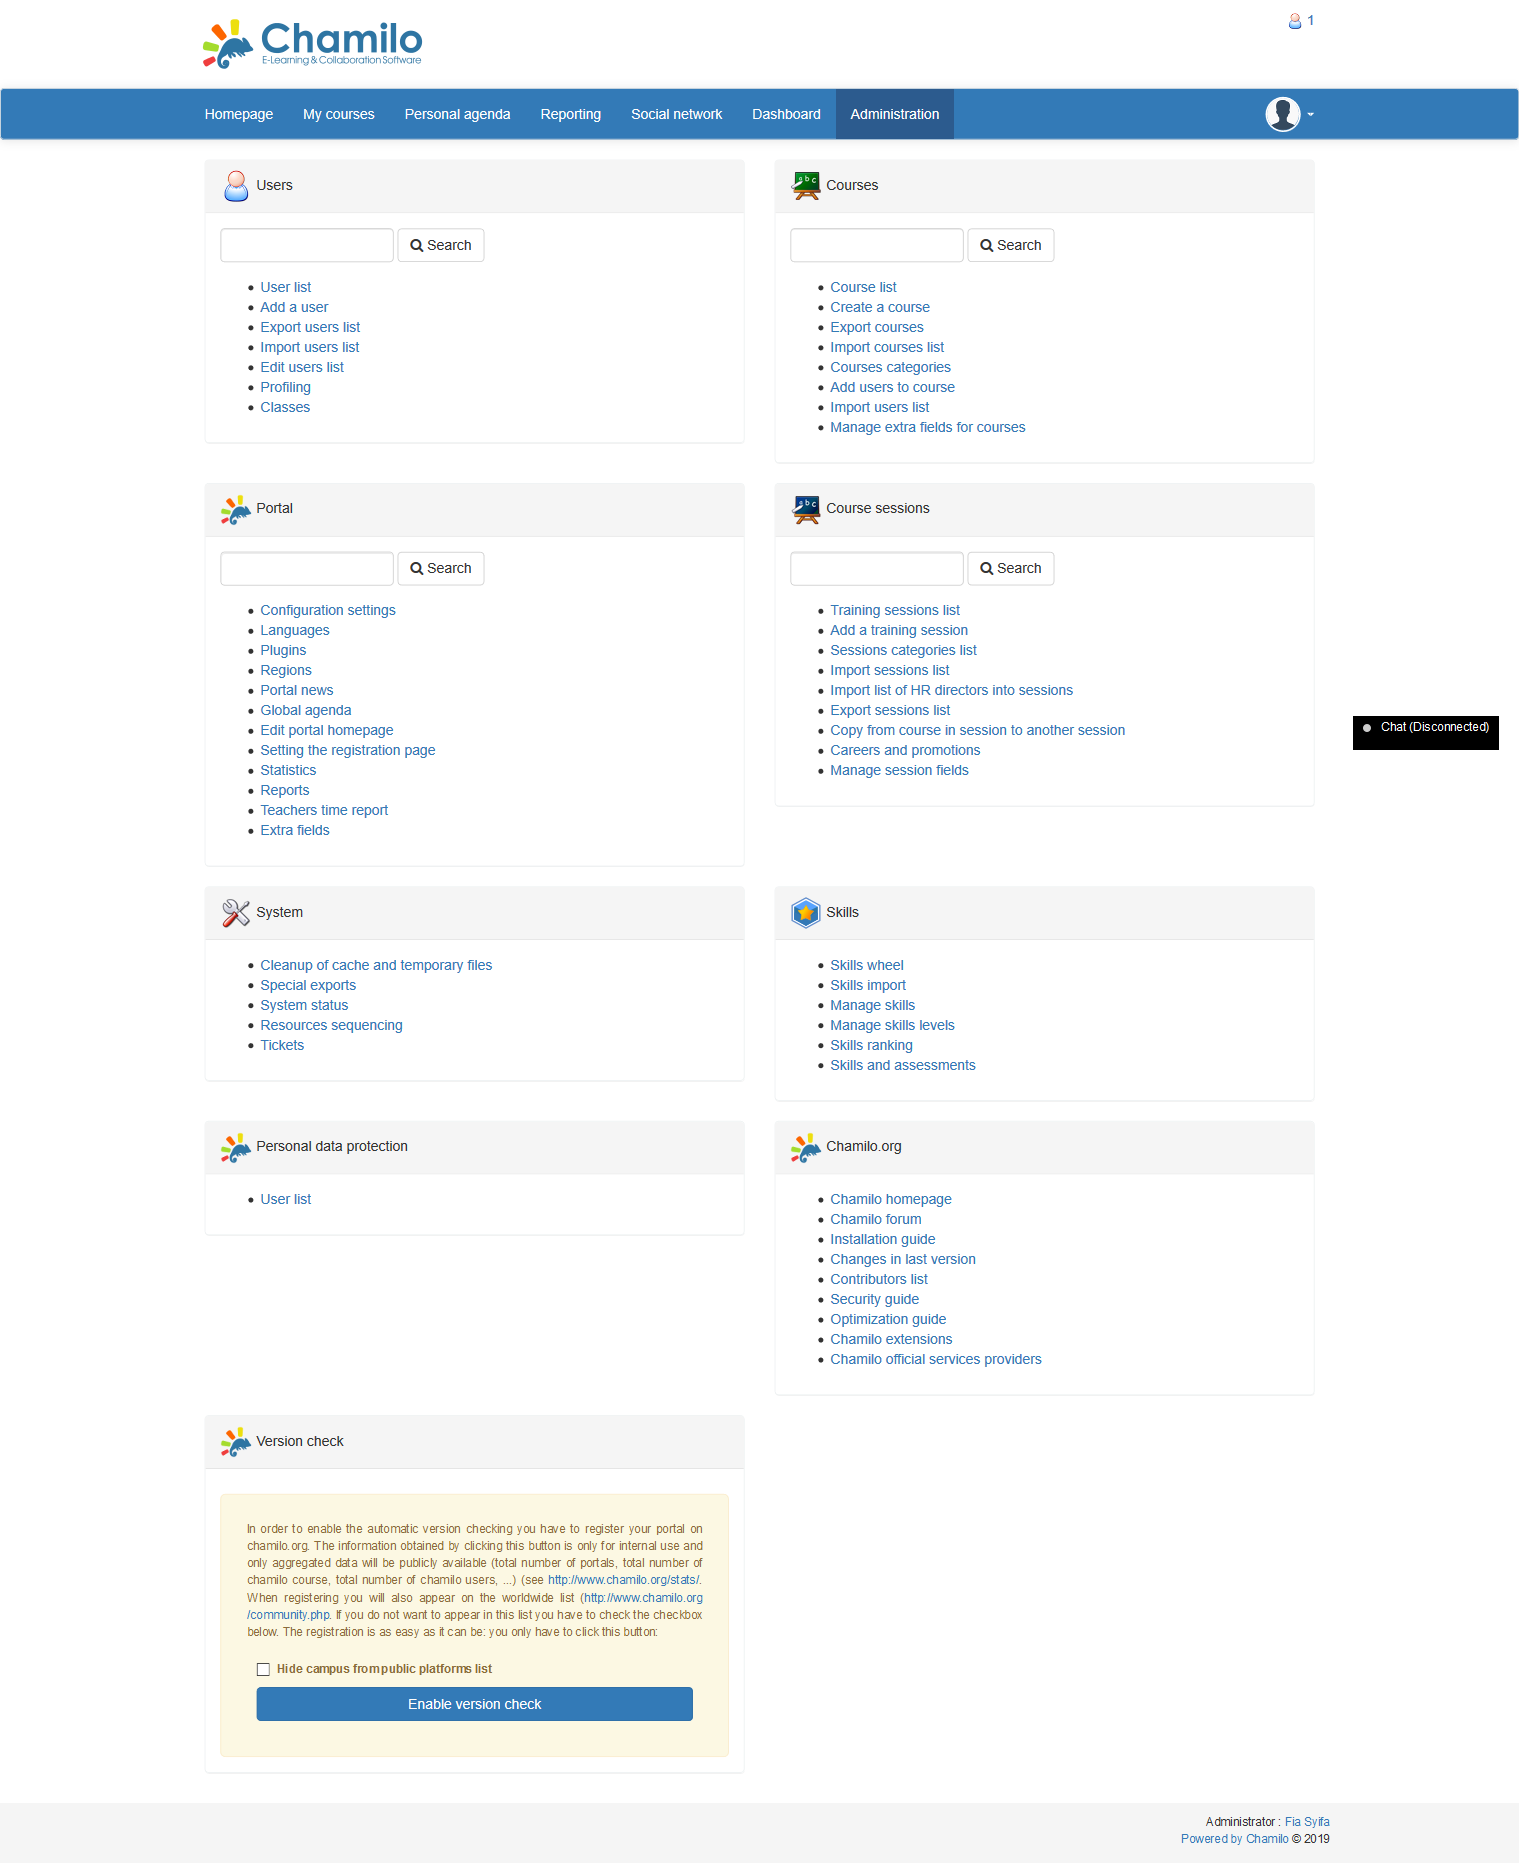 Chamilo
E-Learning & Collaboration Software
1
Homepage My courses Personal agenda Reporting Social network Dashboard Administration
Users
Search
User list
Add a user
Export users list
Import users list
Edit users list
Profiling
Classes
Courses
abc
Search
Course list
Create a course
Export courses
Import courses list
Courses categories
Add users to course
Import users list
Manage extra fields for courses
Portal
Search
Configuration settings
Languages
Plugins
Regions
Portal news
Global agenda
Edit portal homepage
Setting the registration page
Statistics
Reports
Teachers time report
Extra fields
Course sessions
abc
Search
Training sessions list
Add a training session
Sessions categories list
Import sessions list
Import list of HR directors into sessions
Export sessions list
Copy from course in session to another session
Careers and promotions
Manage session fields
Chat (Disconnected)
System
Cleanup of cache and temporary files
Special exports
System status
Resources sequencing
Tickets
Skills
Skills wheel
Skills import
Manage skills
Manage skills levels
Skills ranking
Skills and assessments
Personal data protection
User list
Chamilo.org
Chamilo homepage
Chamilo forum
Installation guide
Changes in last version
Contributors list
Security guide
Optimization guide
Chamilo extensions
Chamilo official services providers
Version check
In order to enable the automatic version checking you have to register your portal on
chamilo.org. The information obtained by clicking this button is only for internal use and
only aggregated data will be publicly available (total number of portals, total number of
chamilo course, total number of chamilo users, ...) (see http://www.chamilo.org/stats/.
When registering you will also appear on the worldwide list (http://www.chamilo.org
/community.php. If you do not want to appear in this list you have to check the checkbox
below. The registration is as easy as it can be: you only have to click this button:
Hide campus from public platforms list
Enable version check
Administrator : Fia Syifa
Powered by Chamilo © 2019